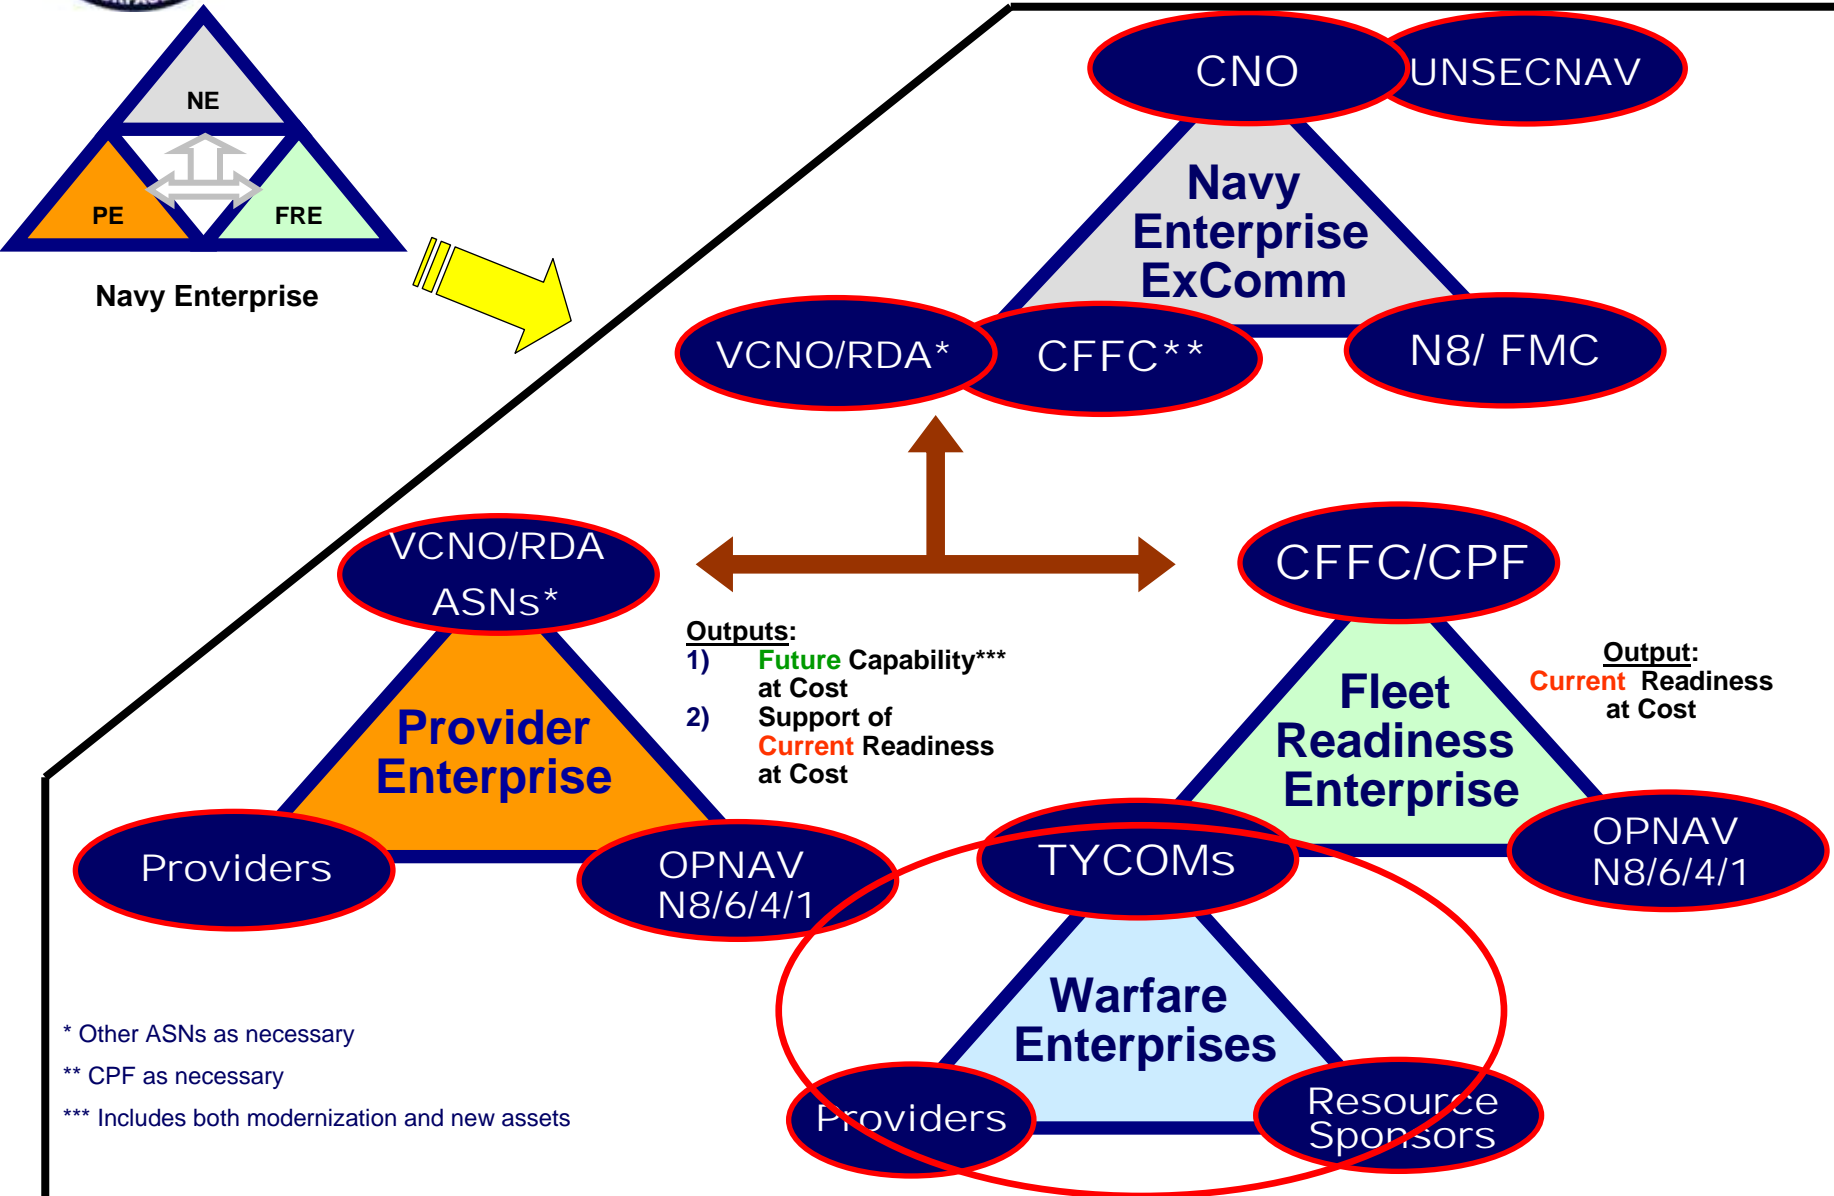 NE
PE
FRE
Navy Enterprise
CNO
UNSECNAV
Navy
Enterprise
ExComm
VCNO/RDA*
CFFC**
N8/ FMC
VCNO/RDA
ASNs*
Provider
Enterprise
Providers
OPNAV
N8/6/4/1
Outputs:
1) Future Capability***
at Cost
2) Support of
Current Readiness
at Cost
CFFC/CPF
Fleet
Readiness
Enterprise
Output:
Current Readiness
at Cost
TYCOMs
OPNAV
N8/6/4/1
Warfare
Enterprises
Providers
Resource
Sponsors
* Other ASNs as necessary
** CPF as necessary
*** Includes both modernization and new assets